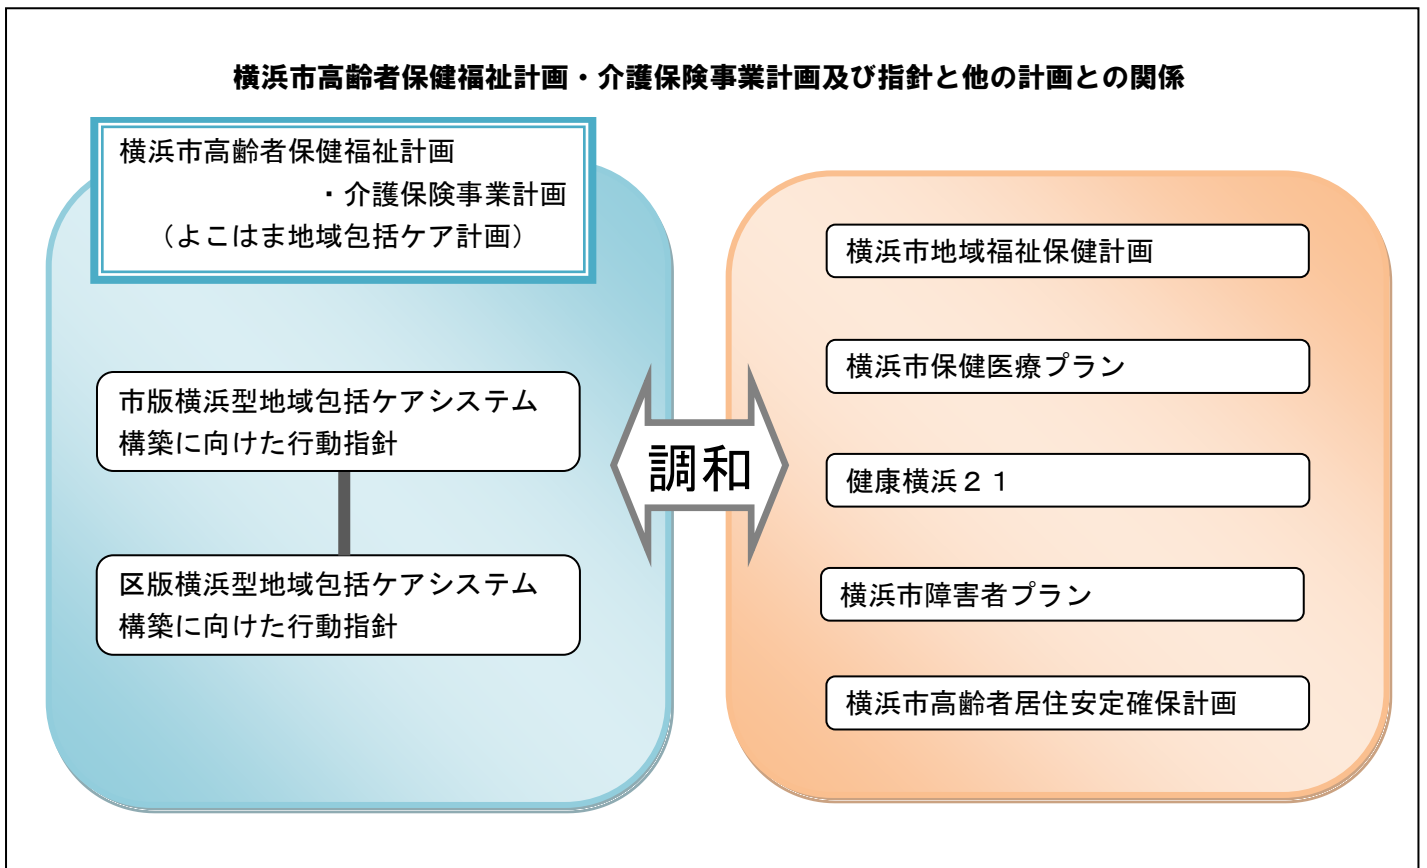 横浜市高齢者保健福祉計画・介護保険事業計画及び指針と他の計画との関係
横浜市高齢者保健福祉計画
・介護保険事業計画
（よこはま地域包括ケア計画）
市版横浜型地域包括ケアシステム
構築に向けた行動指針
区版横浜型地域包括ケアシステム
構築に向けた行動指針
調和
横浜市地域福祉保健計画
横浜市保健医療プラン
健康横浜２１
横浜市障害者プラン
横浜市高齢者居住安定確保計画